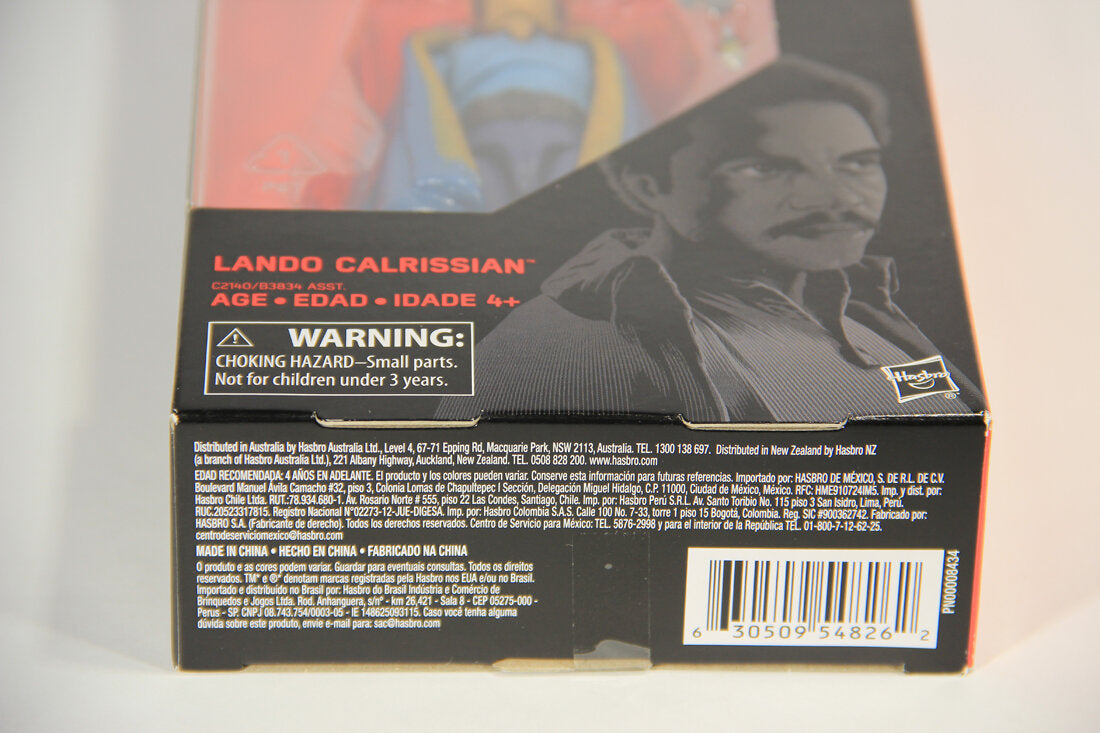 LANDO CALRISSIAN™
C2140/B3834 ASST.
AGE • EDAD • IDADE 4+
WARNING:
CHOKING HAZARD—Small parts.
Not for children under 3 years.
Hasbro®
Distributed in Australia by Hasbro Australia Ltd., Level 4, 67-71 Epping Rd, Macquarie Park, NSW 2113, Australia. TEL. 1300 138 697. Distributed in New Zealand by Hasbro NZ
(a branch of Hasbro Australia Ltd.), 221 Albany Highway, Auckland, New Zealand. TEL. 0508 828 200. www.hasbro.com
EDAD RECOMENDADA: 4 AÑOS EN ADELANTE. El producto y los colores pueden variar. Conserve esta información para futuras referencias. Importado por: HASBRO DE MÉXICO, S. DE R.L. DE C.V.
Boulevard Manuel Ávila Camacho #32, piso 3, Colonia Lomas de Chapultepec I Sección, Delegación Miguel Hidalgo, C.P. 11000, Ciudad de México, México. RFC: HME910724IM5. Imp. y dist. por:
Hasbro Chile Ltda. RUT.:78.934.680-1. Av. Rosario Norte # 555, piso 22 Las Condes, Santiago, Chile. Imp. por: Hasbro Perú S.R.L. Av. Santo Toribio No. 115 piso 3 San Isidro, Lima, Perú.
RUC.20523317815. Registro Nacional N°02273-12-JUE-DIGESA. Imp. por: Hasbro Colombia S.A.S. Calle 100 No. 7-33, torre 1 piso 15 Bogotá, Colombia. Reg. SIC #900362742. Fabricado por:
HASBRO S.A. (Fabricante de derecho). Todos los derechos reservados. Centro de Servicio para México: TEL. 5876-2998 y para el interior de la República TEL. 01-800-7-12-62-25.
centrodeserviciomexico@hasbro.com
MADE IN CHINA • HECHO EN CHINA • FABRICADO NA CHINA
O produto e as cores podem variar. Guardar para eventuais consultas. Todos os direitos
reservados. TM* e ®* denotam marcas registradas pela Hasbro nos EUA e/ou no Brasil.
Importado e distribuído no Brasil por: Hasbro do Brasil Indústria e Comércio de
Brinquedos e Jogos Ltda. Rod. Anhanguera, s/nº - km 26,421 - Sala 8 - CEP 05275-000 -
Perus - SP. CNPJ 08.743.754/0003-05 - IE 148625093115. Caso você tenha alguma
dúvida sobre este produto, envie e-mail para: sac@hasbro.com
6 30509 54826 2
PN00008434